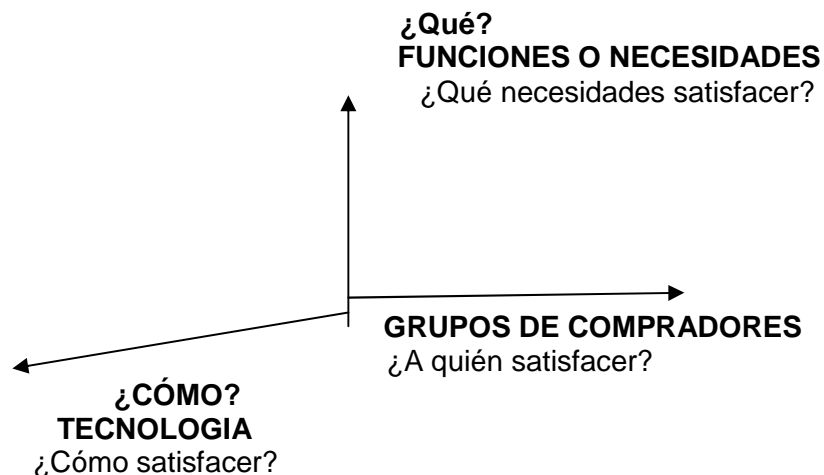 ¿Qué?
FUNCIONES O NECESIDADES
¿Qué necesidades satisfacer?
GRUPOS DE COMPRADORES
¿A quién satisfacer?
¿CÓMO?
TECNOLOGIA
¿Cómo satisfacer?